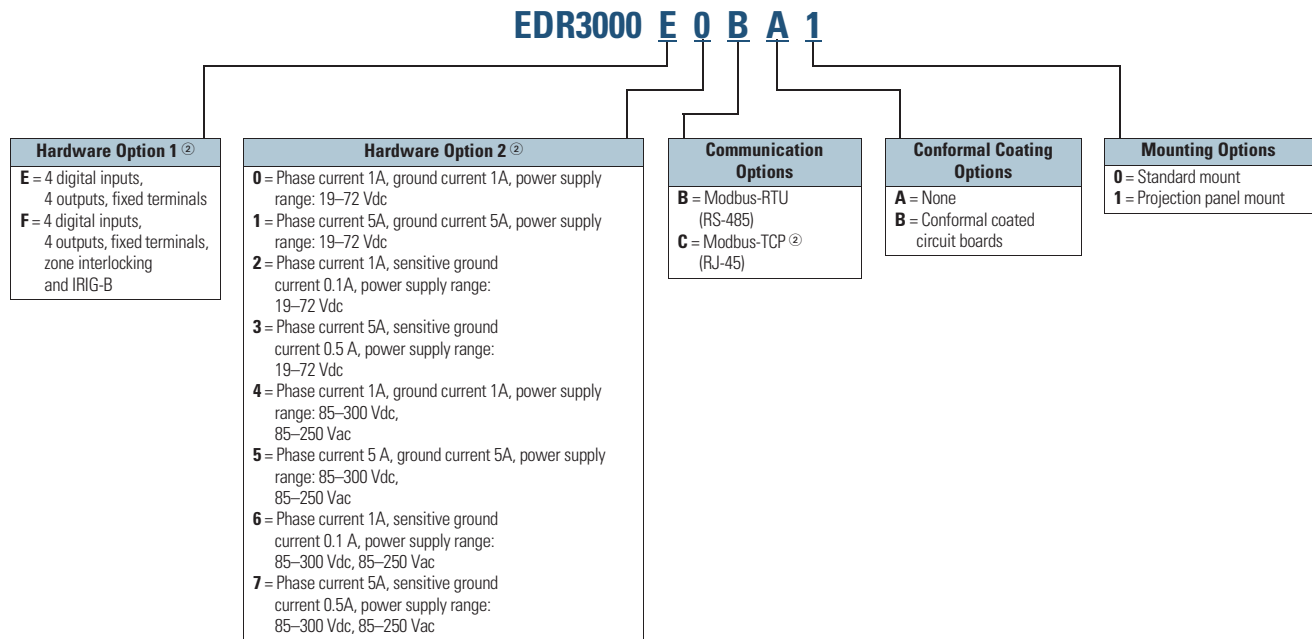 EDR3000 E 0 B A 1
Hardware Option 1 ②
E = 4 digital inputs,
4 outputs, fixed terminals
F = 4 digital inputs,
4 outputs, fixed terminals,
zone interlocking
and IRIG-B
Hardware Option 2 ②
0 = Phase current 1A, ground current 1A, power supply
range: 19–72 Vdc
1 = Phase current 5A, ground current 5A, power supply
range: 19–72 Vdc
2 = Phase current 1A, sensitive ground
current 0.1A, power supply range:
19–72 Vdc
3 = Phase current 5A, sensitive ground
current 0.5 A, power supply range:
19–72 Vdc
4 = Phase current 1A, ground current 1A, power supply
range: 85–300 Vdc,
85–250 Vac
5 = Phase current 5 A, ground current 5A, power supply
range: 85–300 Vdc,
85–250 Vac
6 = Phase current 1A, sensitive ground
current 0.1 A, power supply range:
85–300 Vdc, 85–250 Vac
7 = Phase current 5A, sensitive ground
current 0.5A, power supply range:
85–300 Vdc, 85–250 Vac
Communication
Options
B = Modbus-RTU
(RS-485)
C = Modbus-TCP ②
(RJ-45)
Conformal Coating
Options
A = None
B = Conformal coated
circuit boards
Mounting Options
0 = Standard mount
1 = Projection panel mount